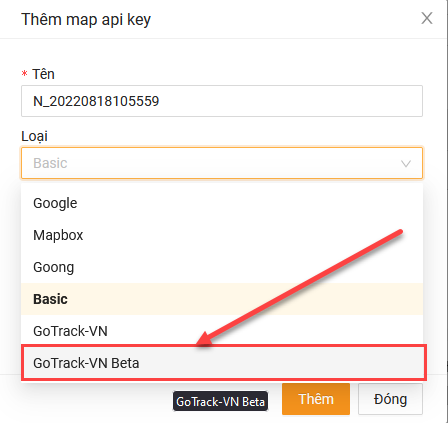 Thêm map api key
* Tên
N_20220818105559
Loại
Basic
Google
Mapbox
Goong
Basic
GoTrack-VN
GoTrack-VN Beta
GoTrack-VN Beta
Thêm
Đóng